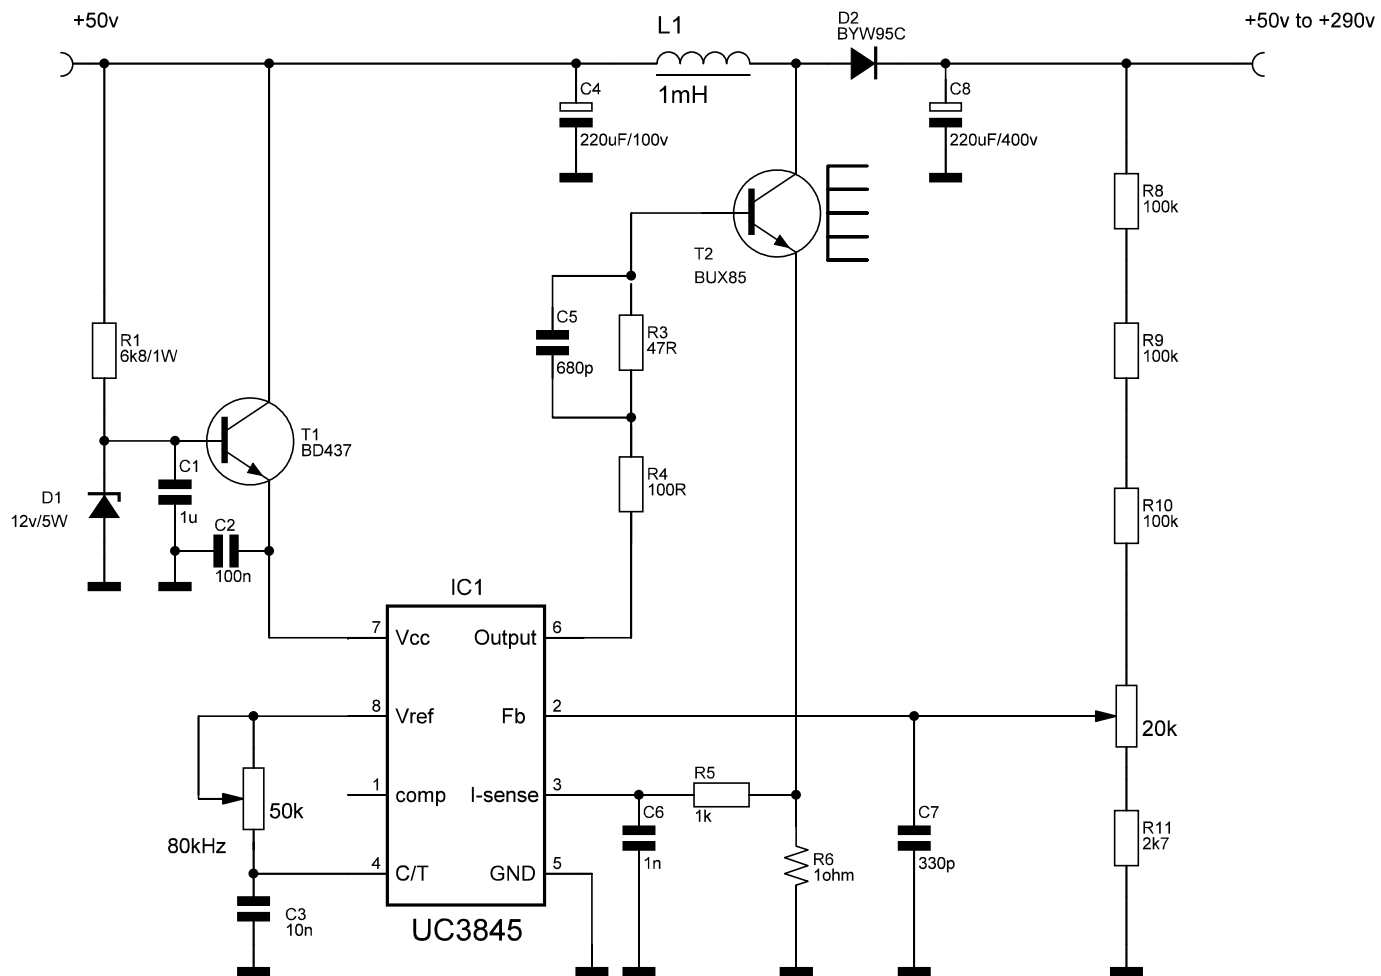 +50v
L1
1mH
D2
BYW95C
+50v to +290v
C4
220uF/100v
C8
220uF/400v
R8
100k
T2
BUX85
R1
6k8/1W
C5
680p
R3
47R
R9
100k
T1
BD437
C1
1u
D1
12v/5W
C2
100n
R4
100R
R10
100k
IC1
7
Vcc
Output
6
8
Vref
Fb
2
20k
1
comp
I-sense
3
50k
80kHz
R5
1k
C6
1n
C7
330p
R11
2k7
R6
1ohm
4
C/T
GND
5
C3
10n
UC3845